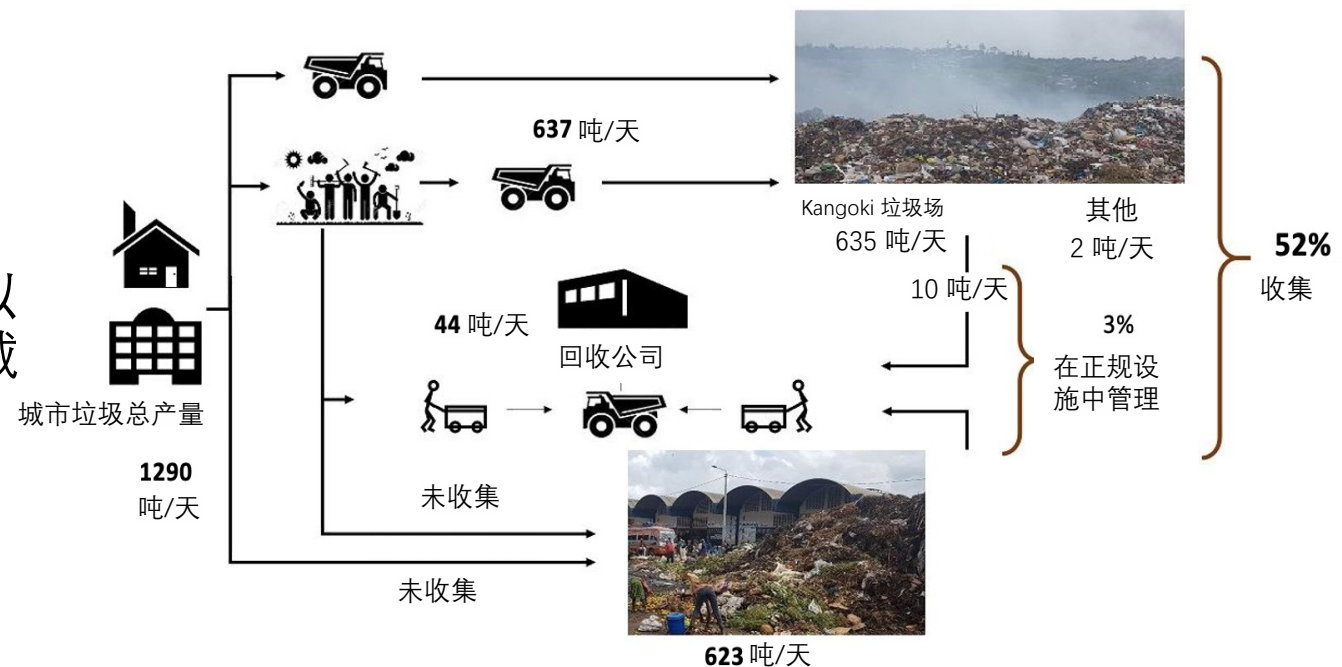 637 吨/天
Kangoki 垃圾场
635 吨/天
其他
2 吨/天
52%
收集
10 吨/天
3%
在正规设
施中管理
44 吨/天
回收公司
城市垃圾总产量
1290
吨/天
未收集
未收集
623 吨/天